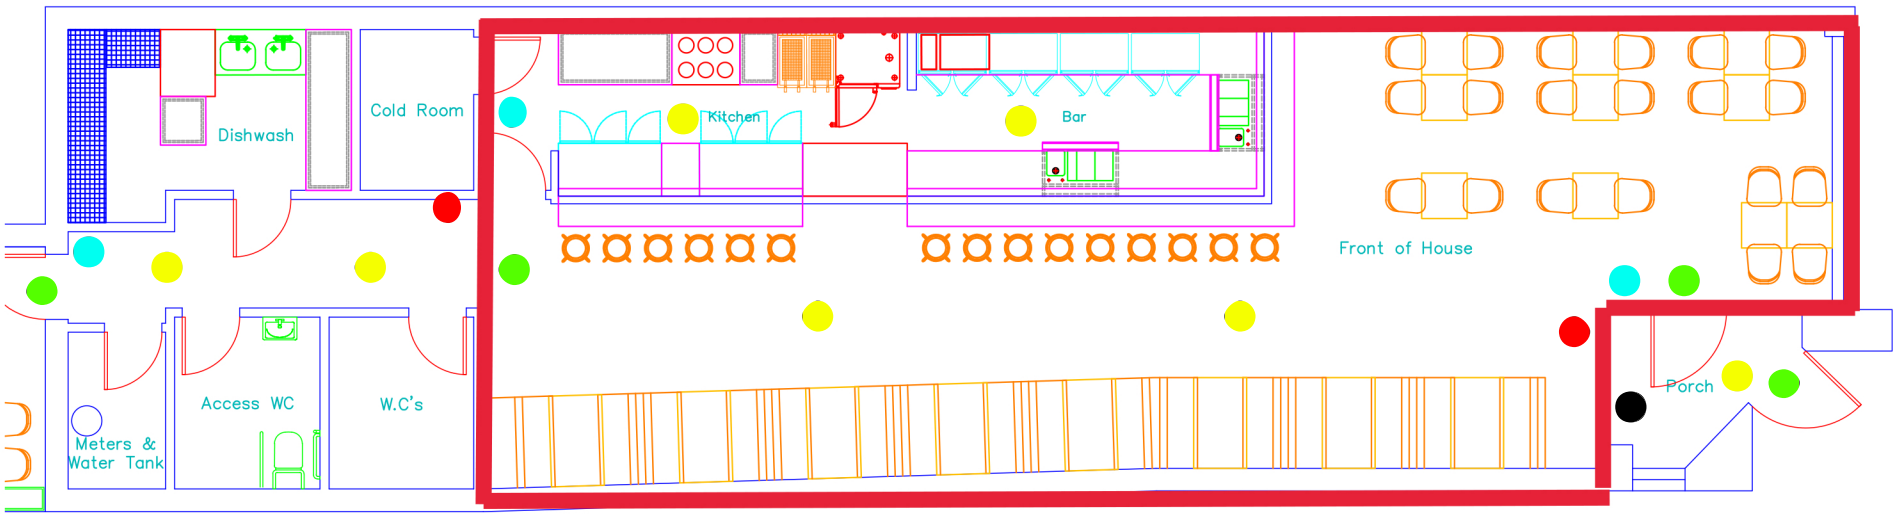 Cold Room
Kitchen
Bar
Dishwash
Front of House
Access WC
W.C's
Porch
Meters &
Water Tank